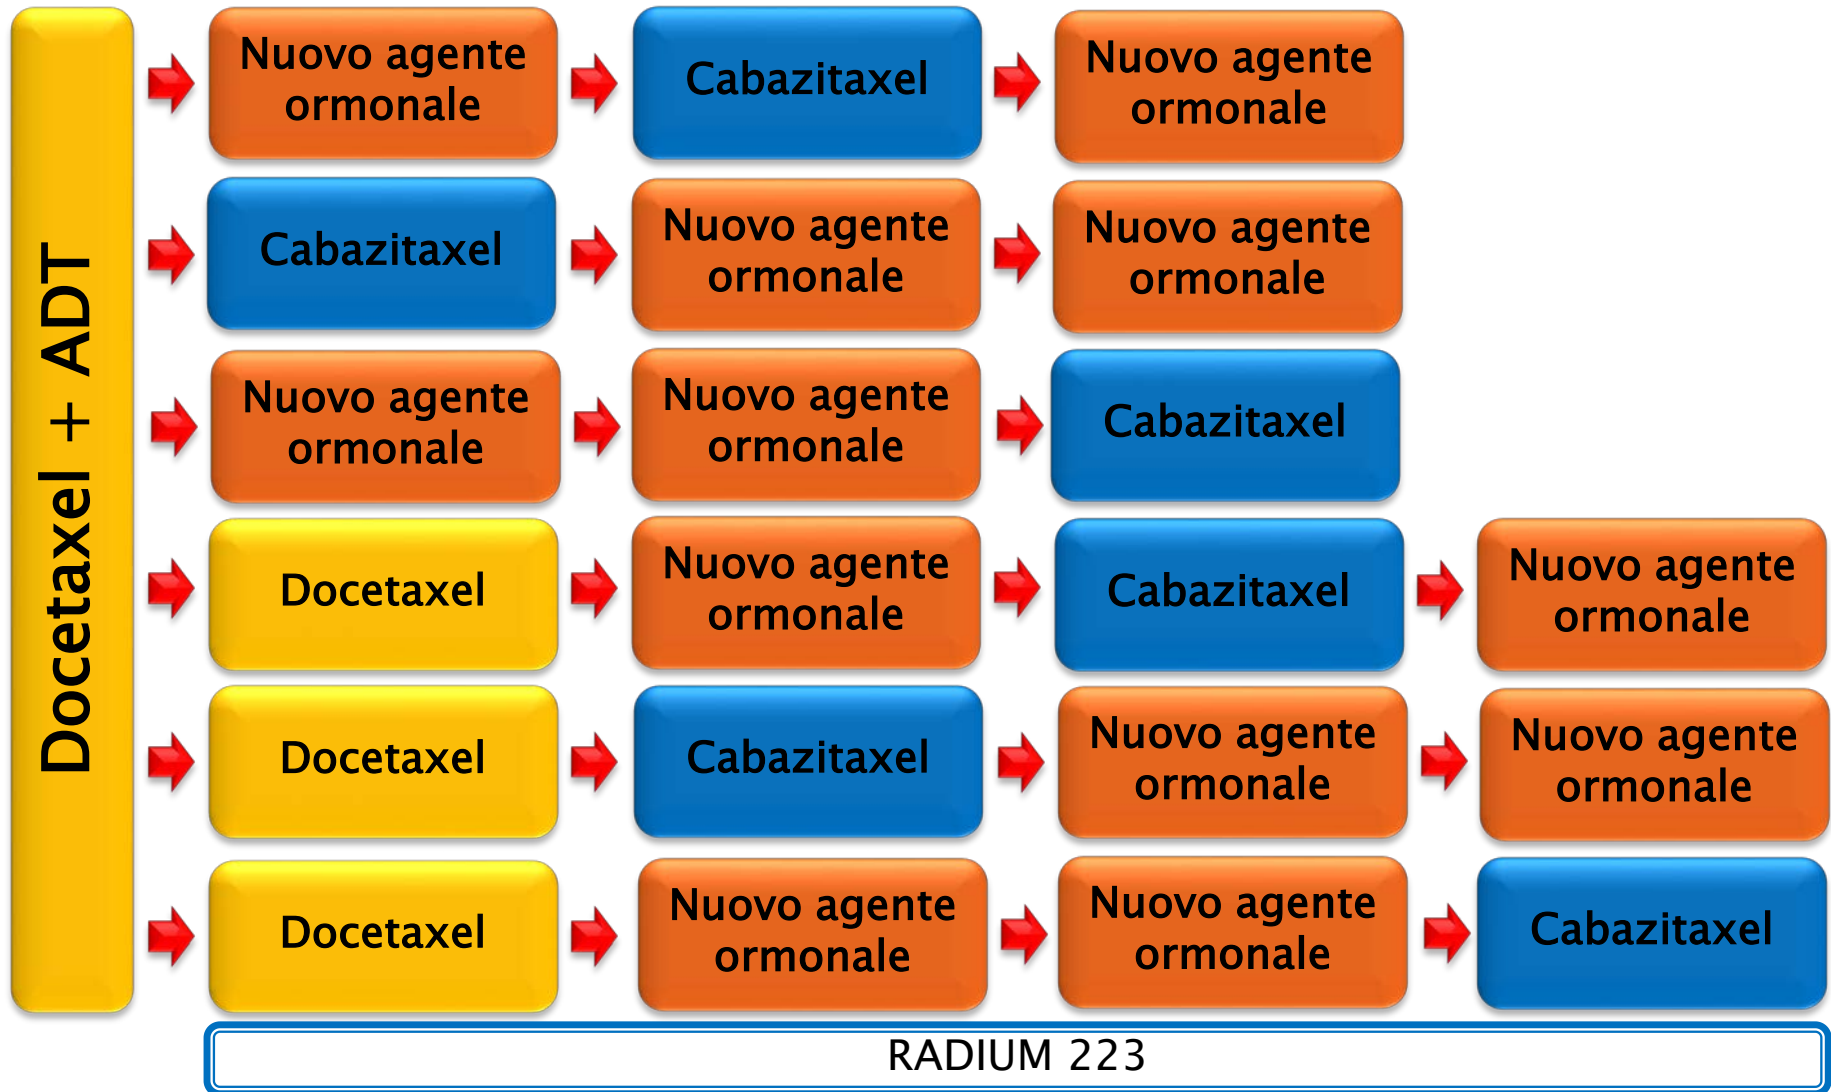 Docetaxel + ADT
Nuovo agente
ormonale
Cabazitaxel
Nuovo agente
ormonale
Cabazitaxel
Nuovo agente
ormonale
Nuovo agente
ormonale
Nuovo agente
ormonale
Nuovo agente
ormonale
Cabazitaxel
Docetaxel
Nuovo agente
ormonale
Cabazitaxel
Nuovo agente
ormonale
Docetaxel
Cabazitaxel
Nuovo agente
ormonale
Nuovo agente
ormonale
Docetaxel
Nuovo agente
ormonale
Nuovo agente
ormonale
Cabazitaxel
RADIUM 223